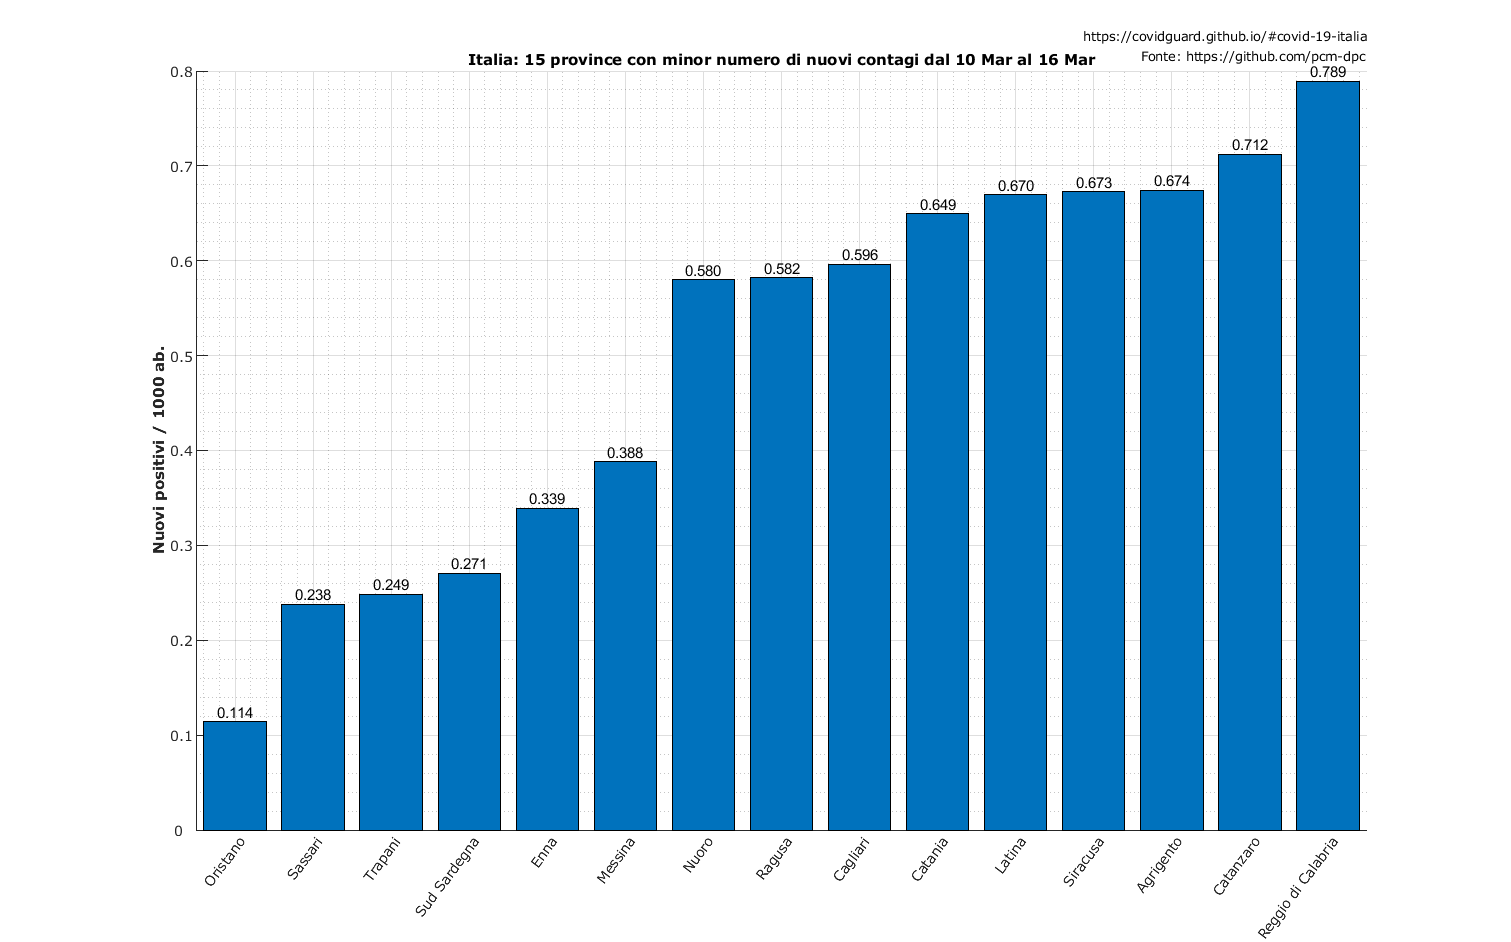 https://covidguard.github.io/#covid-19-italia
Fonte: https://github.com/pcm-dpc
Italia: 15 province con minor numero di nuovi contagi dal 10 Mar al 16 Mar
Nuovi positivi / 1000 ab.
0.8
0.7
0.6
0.5
0.4
0.3
0.2
0.1
0
0.114
0.238
0.249
0.271
0.339
0.388
0.580
0.582
0.596
0.649
0.670
0.673
0.674
0.712
0.789
Oristano
Sassari
Trapani
Sud Sardegna
Enna
Messina
Nuoro
Ragusa
Cagliari
Catania
Latina
Siracusa
Agrigento
Catanzaro
Reggio di Calabria